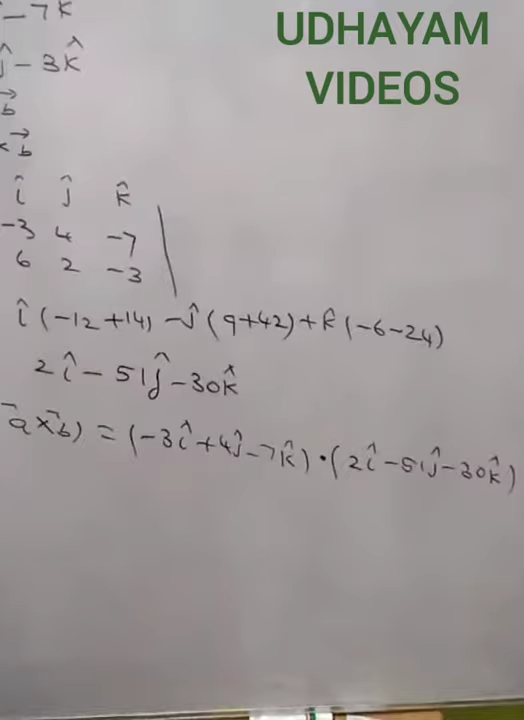 UDHAYAM
VIDEOS
- 7k
ĵ - 3k̂
b⃗
× b⃗
î ĵ k̂
-3 4 -7
6 2 -3
î (-12 + 14) - ĵ (9+42) + k̂ (-6-24)
2î - 51ĵ - 30k̂
a⃗ × b⃗) = (-3î + 4ĵ - 7k̂) · (2î - 51ĵ - 30k̂)